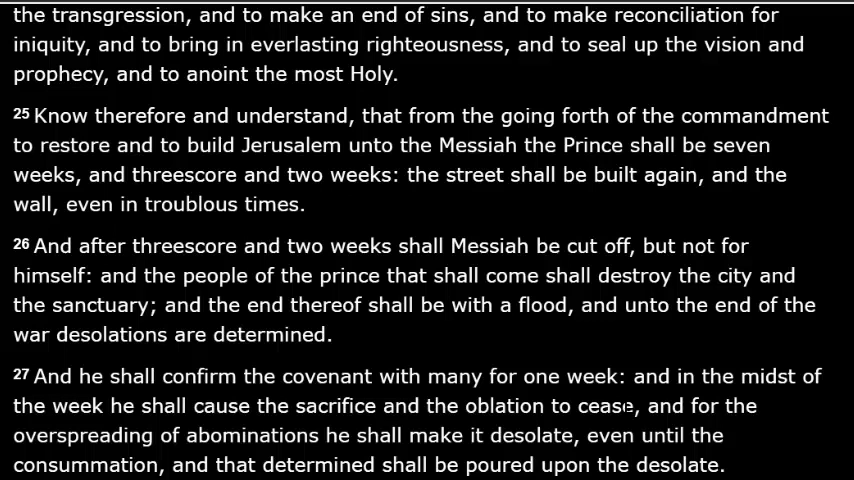 the transgression, and to make an end of sins, and to make reconciliation for
iniquity, and to bring in everlasting righteousness, and to seal up the vision and
prophecy, and to anoint the most Holy.
25 Know therefore and understand, that from the going forth of the commandment
to restore and to build Jerusalem unto the Messiah the Prince shall be seven
weeks, and threescore and two weeks: the street shall be built again, and the
wall, even in troublous times.
26 And after threescore and two weeks shall Messiah be cut off, but not for
himself: and the people of the prince that shall come shall destroy the city and
the sanctuary; and the end thereof shall be with a flood, and unto the end of the
war desolations are determined.
27 And he shall confirm the covenant with many for one week: and in the midst of
the week he shall cause the sacrifice and the oblation to cease, and for the
overspreading of abominations he shall make it desolate, even until the
consummation, and that determined shall be poured upon the desolate.